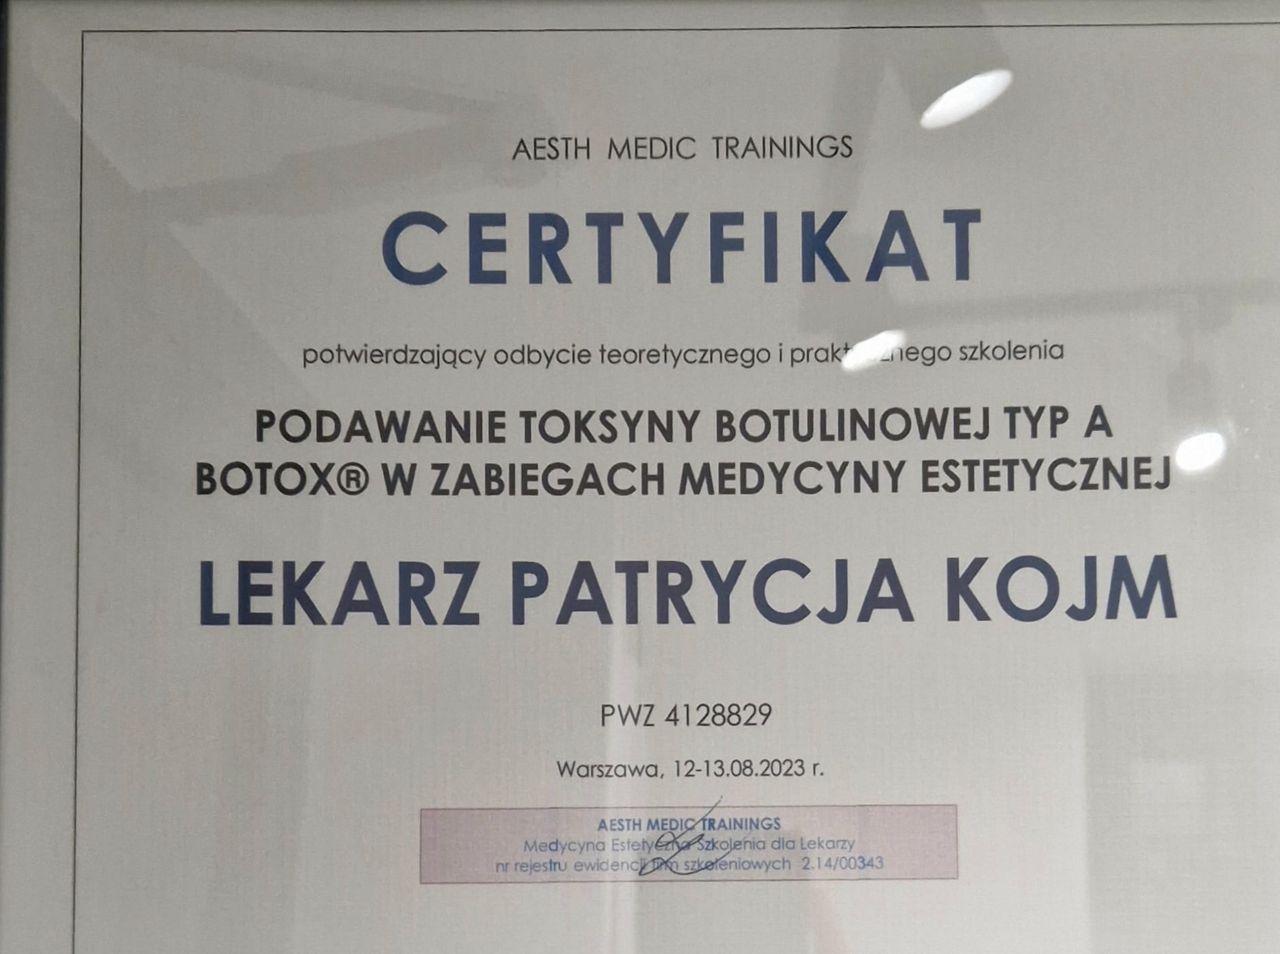 AESTH MEDIC TRAININGS
CERTYFIKAT
potwierdzający odbycie teoretycznego i szkolenia
PODAWANIE TOKSYNY BOTULINOWEJ TYP A
BOTOX® W ZABIEGACH MEDYCYNY ESTETYCZNEJ
LEKARZ PATRYCJA KOJM
PWZ 4128829
Warszawa, 12-13.08.2023 r.
AESTH MEDIC TRAININGS
Medycyna Estetyczna Szkolenia dla Lekarzy
nr rejestru ewidencji firm szkoleniowych 2.14/00343